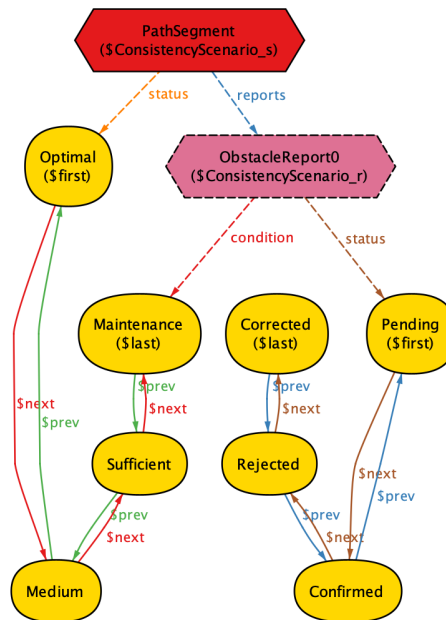 PathSegment
($ConsistencyScenario_s)
status
reports
Optimal
($first)
ObstacleReport0
($ConsistencyScenario_r)
condition
status
Maintenance
($last)
Corrected
($last)
Pending
($first)
$next
$prev
$prev
$next
$prev
$next
Sufficient
Rejected
$next
$prev
$prev
$next
$prev
$next
Medium
Confirmed